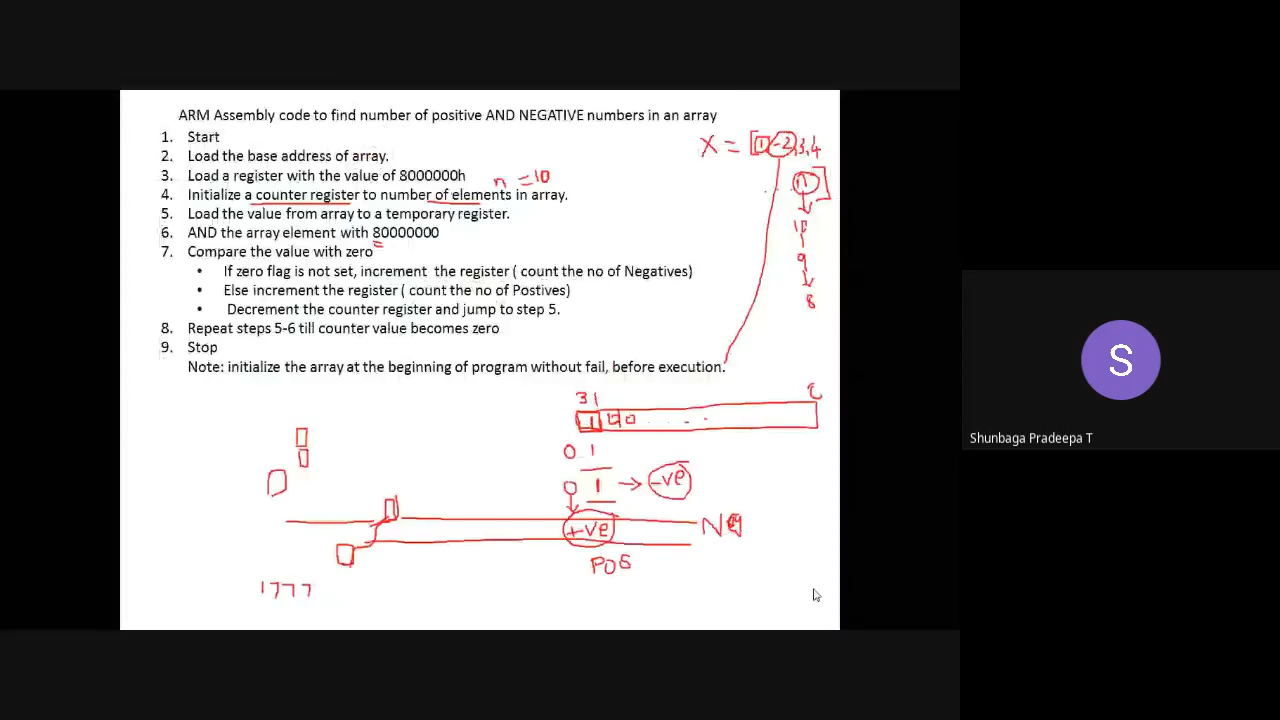 ARM Assembly code to find number of positive AND NEGATIVE numbers in an array
1. Start
2. Load the base address of array.
3. Load a register with the value of 8000000h
4. Initialize a counter register to number of elements in array.
5. Load the value from array to a temporary register.
6. AND the array element with 80000000
7. Compare the value with zero
• If zero flag is not set, increment the register ( count the no of Negatives)
• Else increment the register ( count the no of Postives)
• Decrement the counter register and jump to step 5.
8. Repeat steps 5-6 till counter value becomes zero
9. Stop
Note: initialize the array at the beginning of program without fail, before execution.
n = 10
X = [1 -2, 3, 4
n ]
10
9
8
31
1
0 1
0 1 → -ve
+ve
Neg
POS
1777
S
Shunbaga Pradeepa T